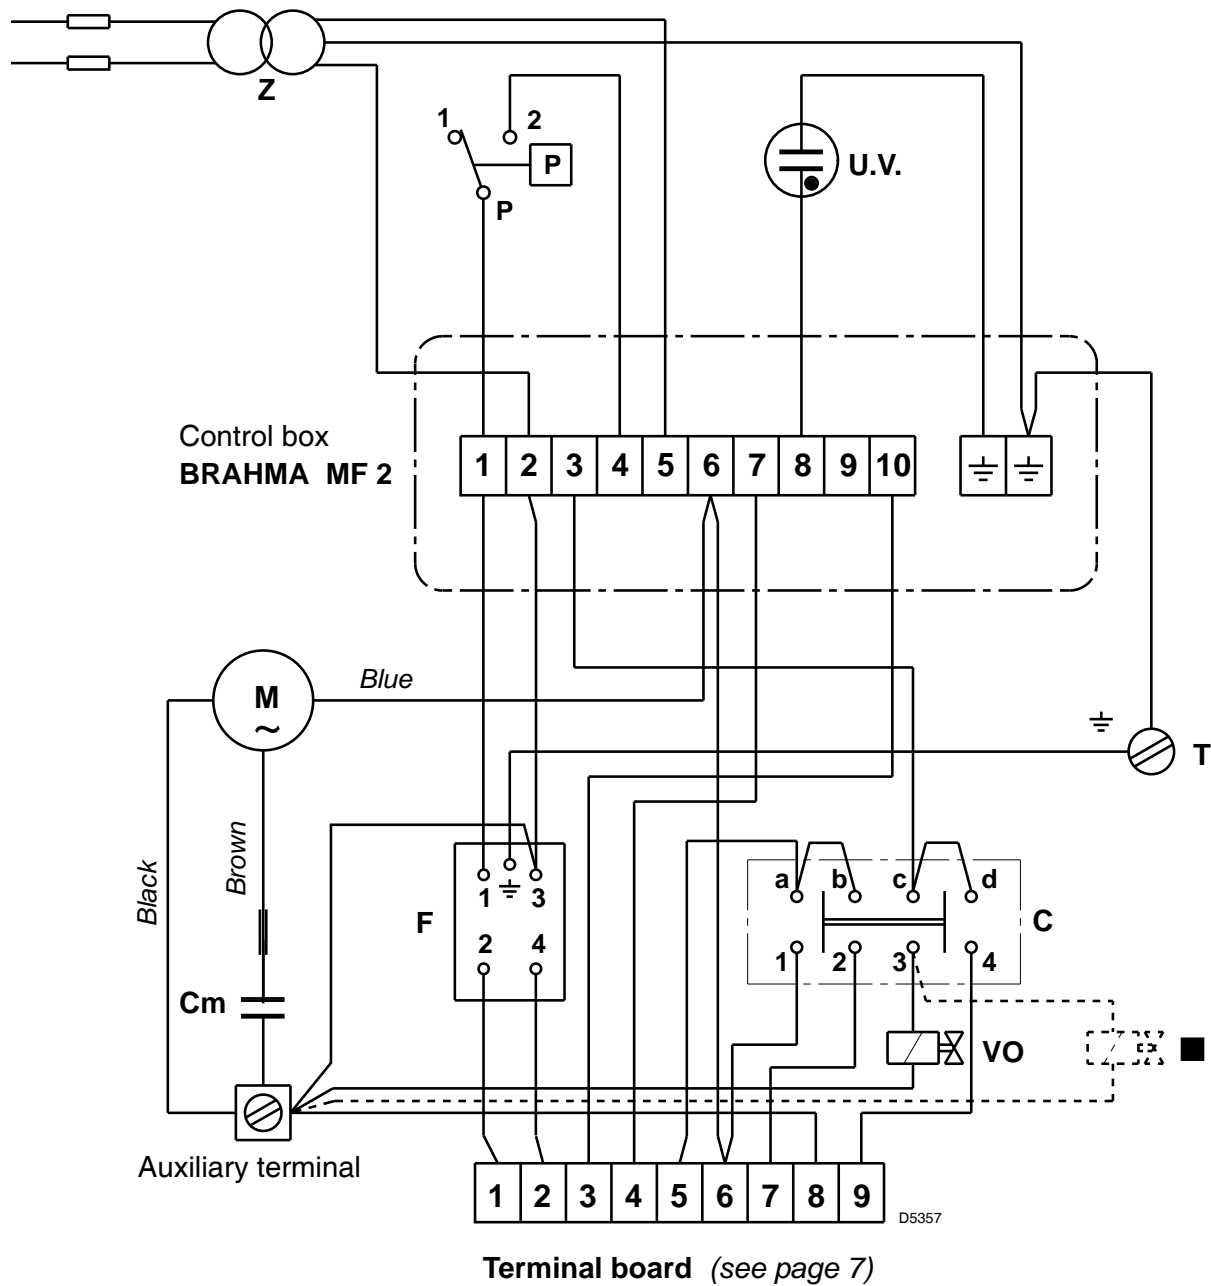 Z
1 2
P
P
U.V.
Control box
BRAHMA MF 2
1 2 3 4 5 6 7 8 9 10
M
~
Blue
T
Black
Brown
a b c d
1 3
F
C
2 4
1 2 3 4
Cm
VO
Auxiliary terminal
1 2 3 4 5 6 7 8 9
D5357
Terminal board (see page 7)